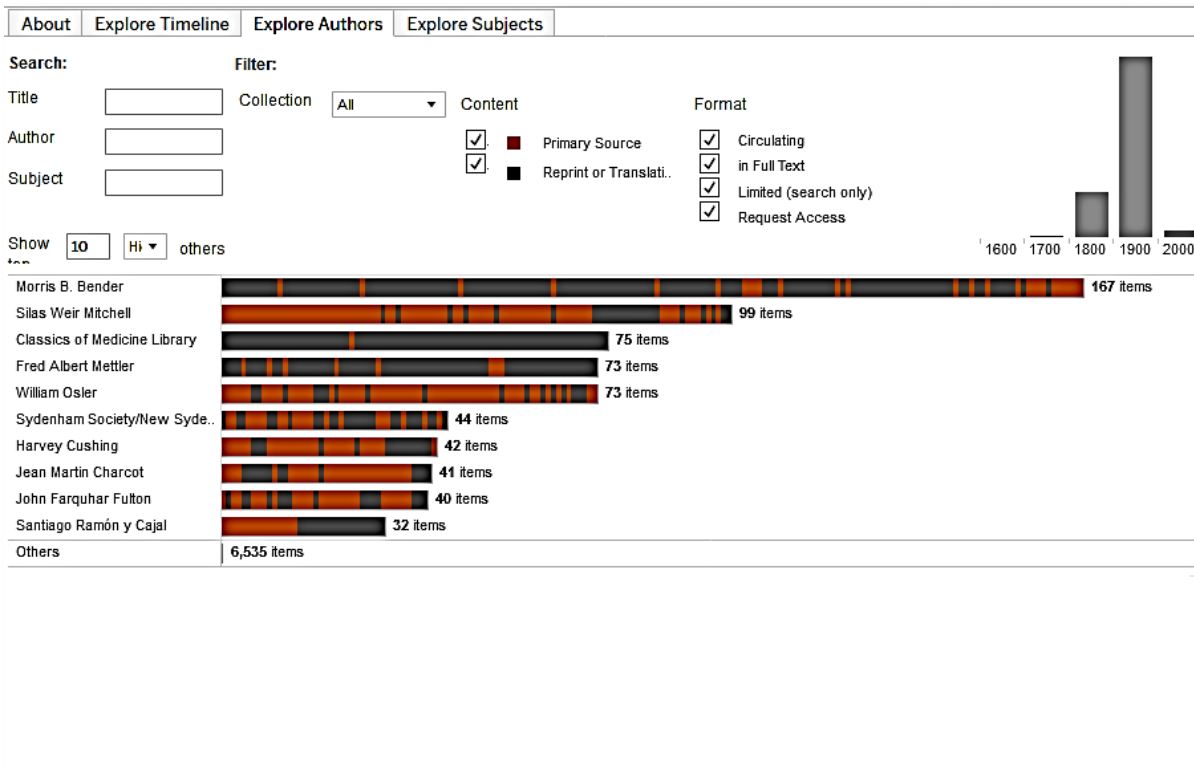 About Explore Timeline Explore Authors Explore Subjects
Search: Filter:
Title Collection All Content Format
Author Primary Source Circulating
Reprint or Translati.. in Full Text
Subject Limited (search only)
Request Access
Show 10 Hi others
1600 1700 1800 1900 2000
Morris B. Bender 167 items
Silas Weir Mitchell 99 items
Classics of Medicine Library 75 items
Fred Albert Mettler 73 items
William Osler 73 items
Sydenham Society/New Syde.. 44 items
Harvey Cushing 42 items
Jean Martin Charcot 41 items
John Farquhar Fulton 40 items
Santiago Ramón y Cajal 32 items
Others 6,535 items